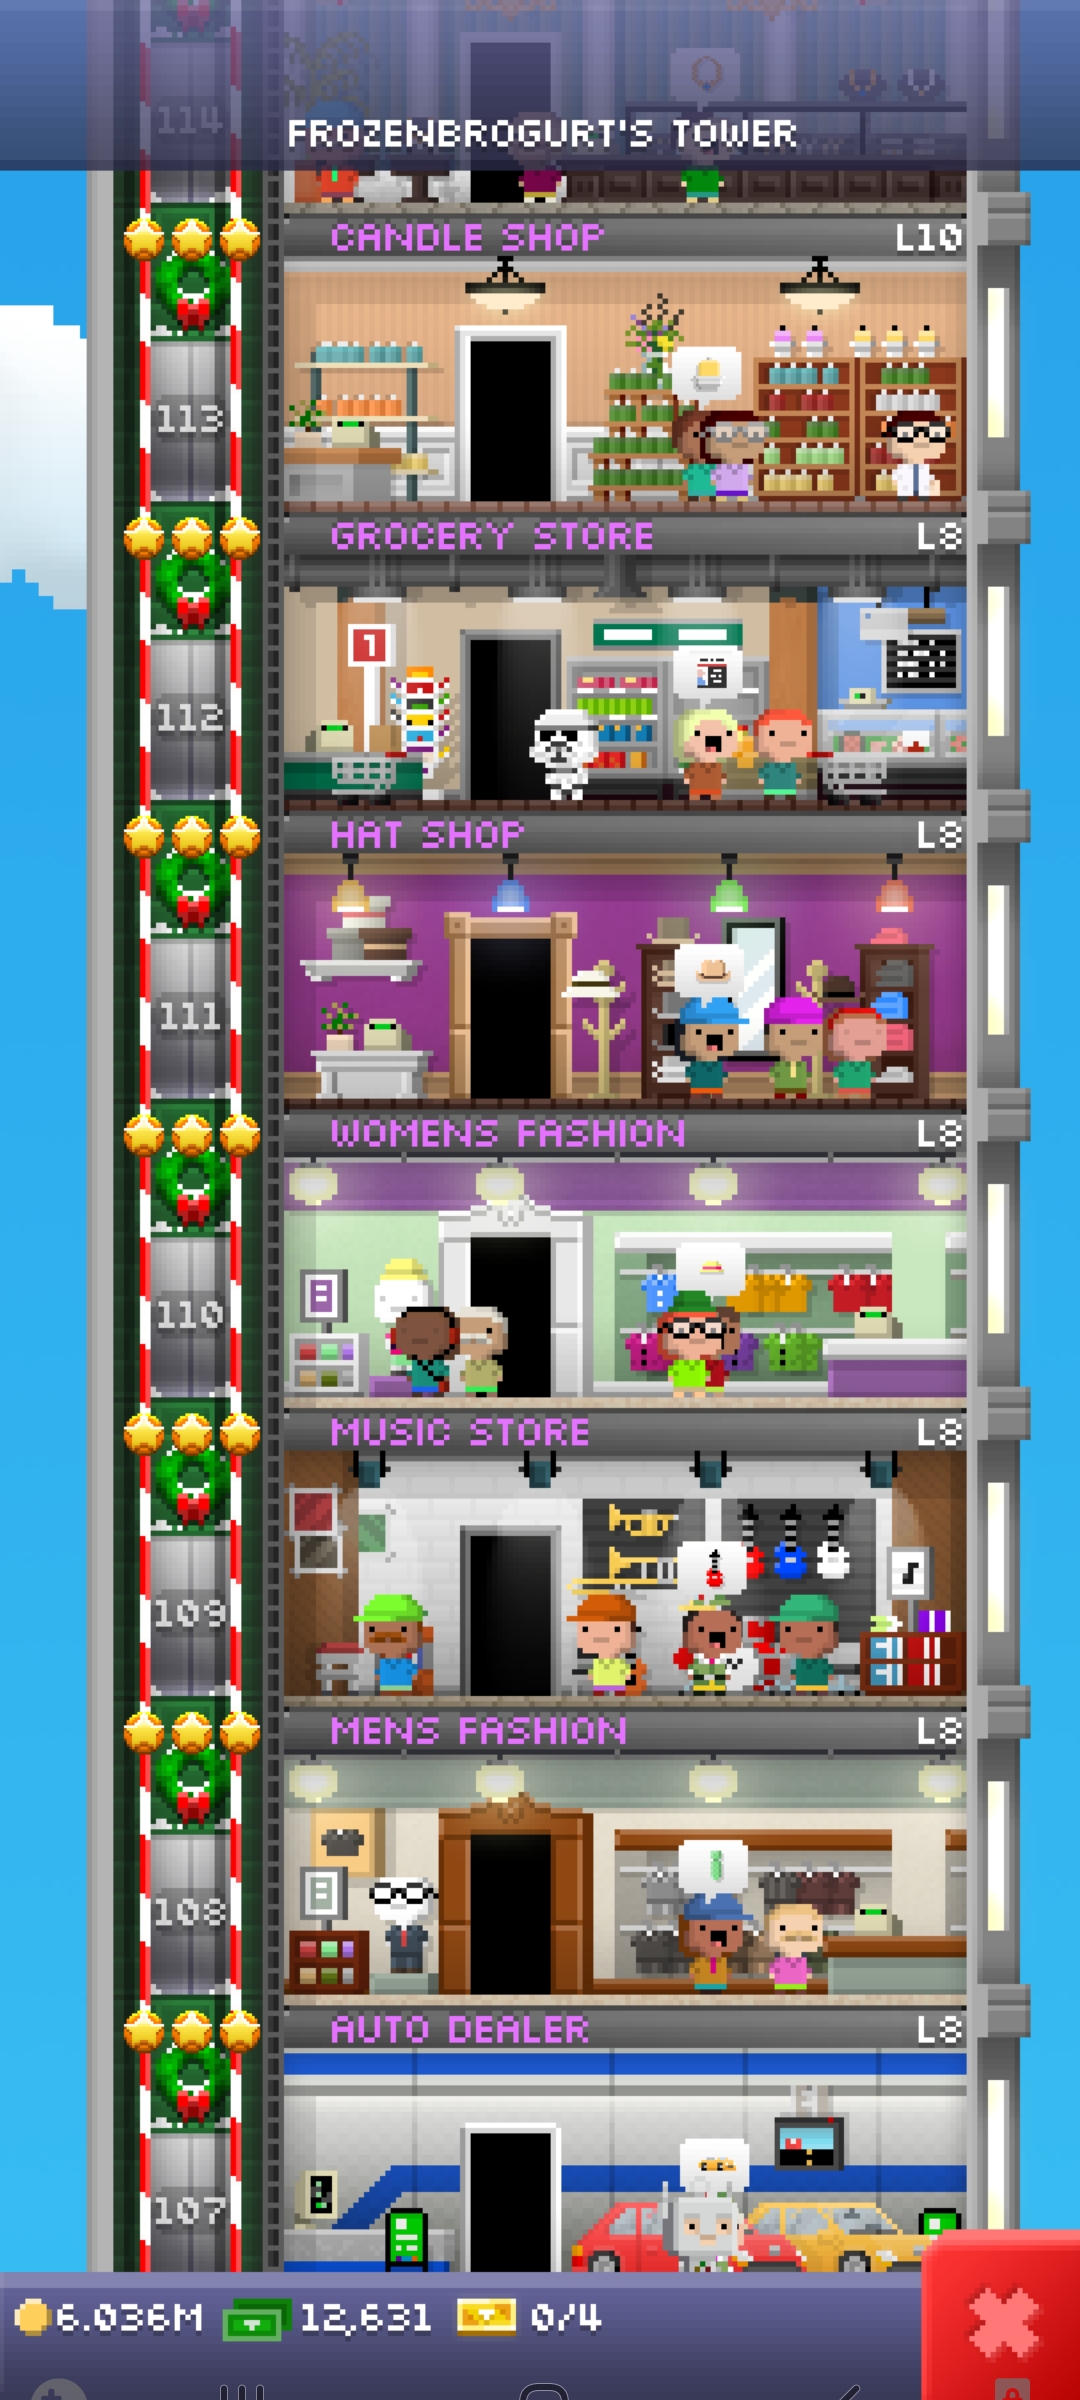 114
FROZENBROGURT'S TOWER
CANDLE SHOP L10
113
GROCERY STORE L8
1
112
HAT SHOP L8
111
WOMENS FASHION L8
110
MUSIC STORE L8
109
MENS FASHION L8
108
AUTO DEALER L8
107
6.036M 12,631 0/4